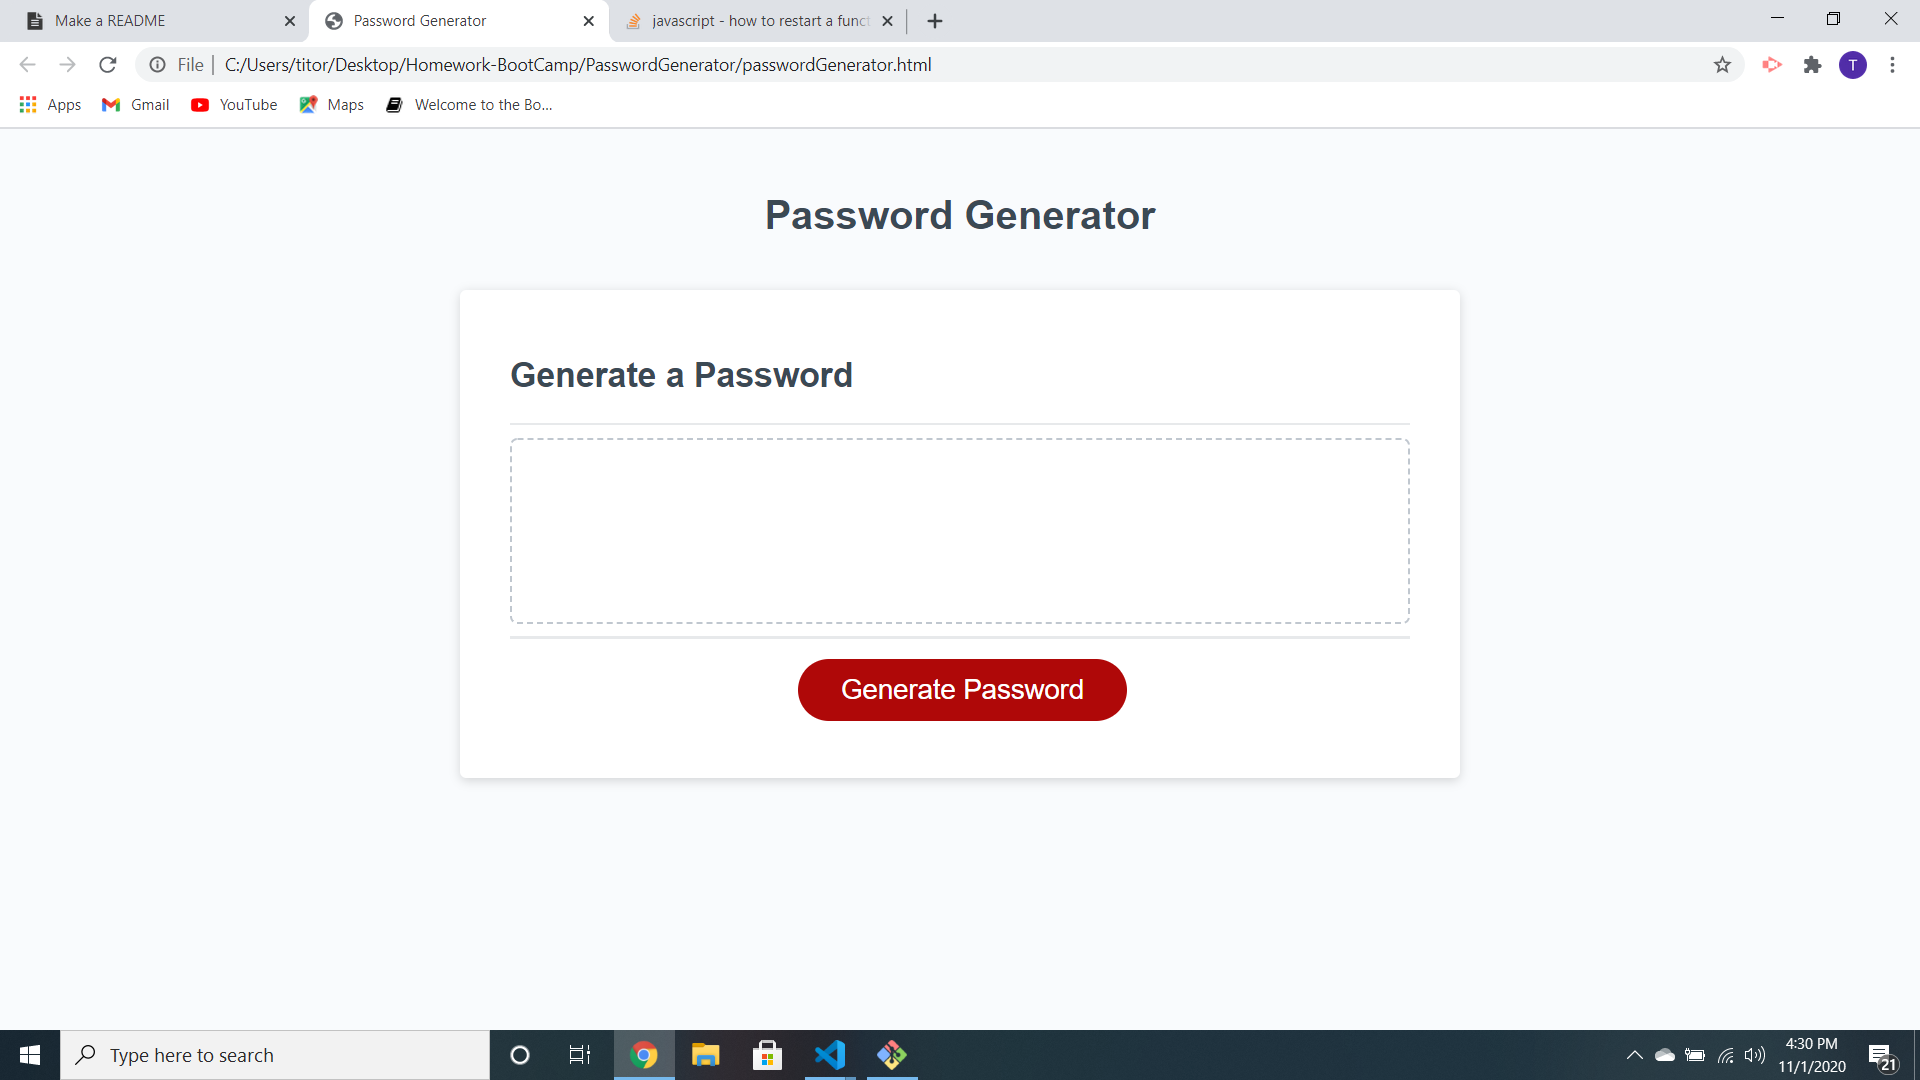 Make a README
Password Generator
javascript - how to restart a funct
File
C:/Users/titor/Desktop/Homework-BootCamp/PasswordGenerator/passwordGenerator.html
T
Apps
Gmail
YouTube
Maps
Welcome to the Bo...
Password Generator
Generate a Password
Generate Password
Type here to search
4:30 PM
11/1/2020
21